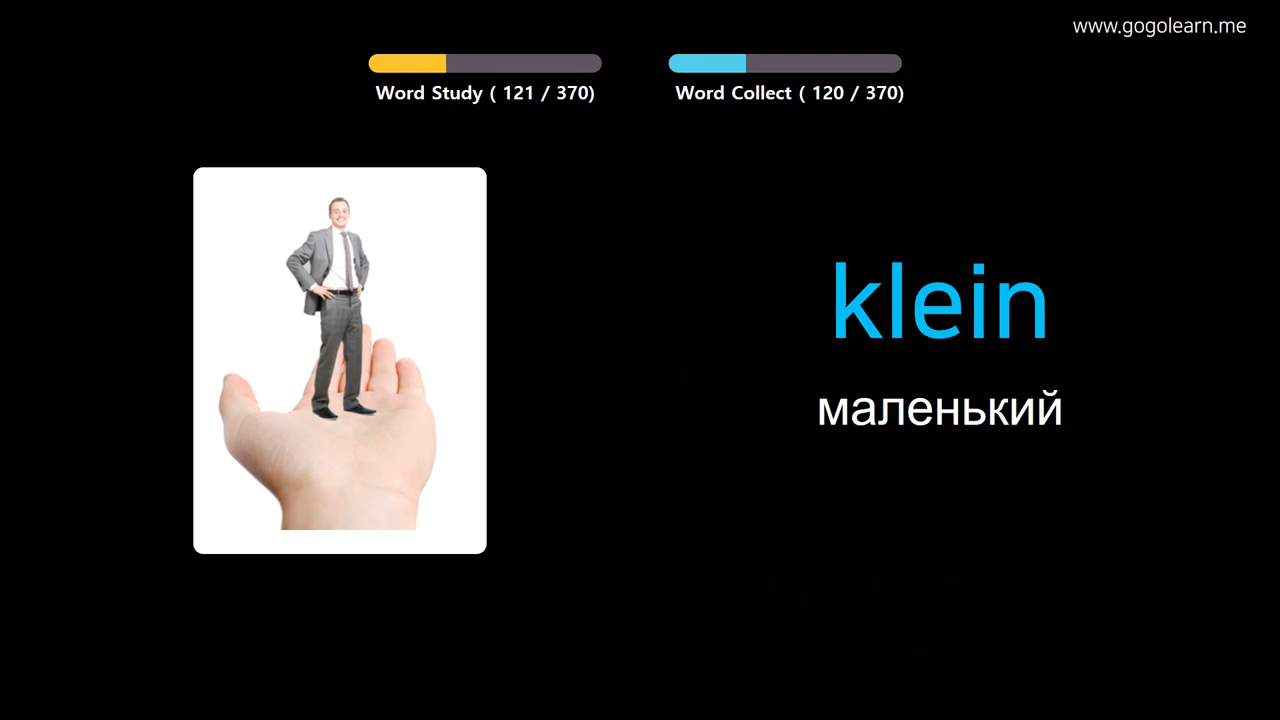 www.gogolearn.me
Word Study ( 121 / 370)
Word Collect ( 120 / 370)
klein
маленький